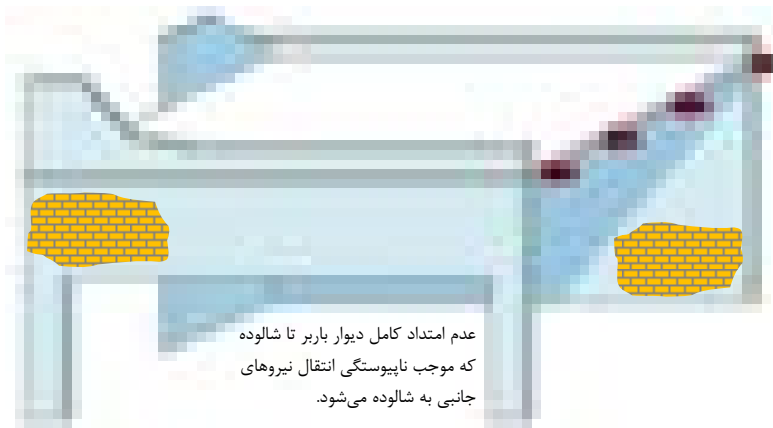 عدم امتداد کامل دیوار باربر تا شالوده
که موجب ناپیوستگی انتقال نیروهای
جانبی به شالوده می‌شود.